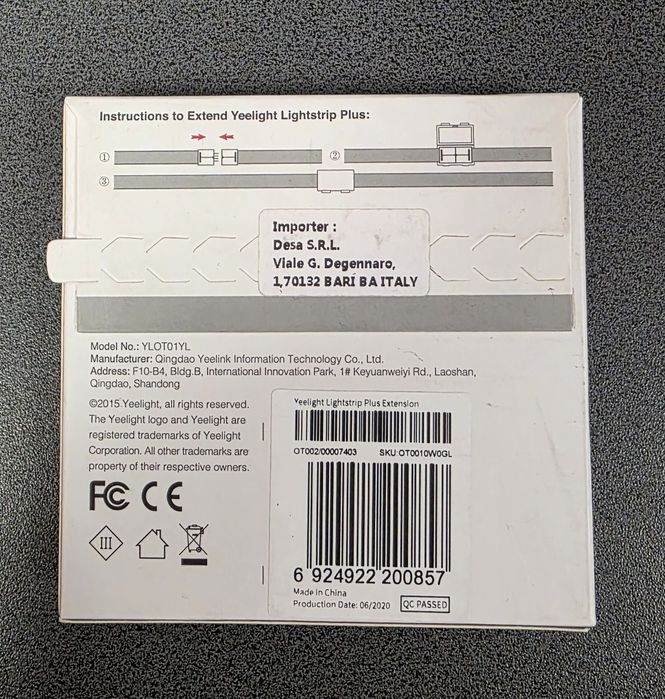 Instructions to Extend Yeelight Lightstrip Plus:
① ②
③
Importer :
Desa S.R.L.
Viale G. Degennaro,
1,70132 BARI BA ITALY
Model No.: YLOT01YL
Manufacturer: Qingdao Yeelink Information Technology Co., Ltd.
Address: F10-B4, Bldg.B, International Innovation Park, 1# Keyuanweiyi Rd., Laoshan,
Qingdao, Shandong
©2015 Yeelight, all rights reserved.
The Yeelight logo and Yeelight are
registered trademarks of Yeelight
Corporation. All other trademarks are
property of their respective owners.
FC CE
III
Yeelight Lightstrip Plus Extension
OT002/00007403 SKU:OT0010W0GL
6 924922 200857
Made in China
Production Date: 06/2020 QC PASSED